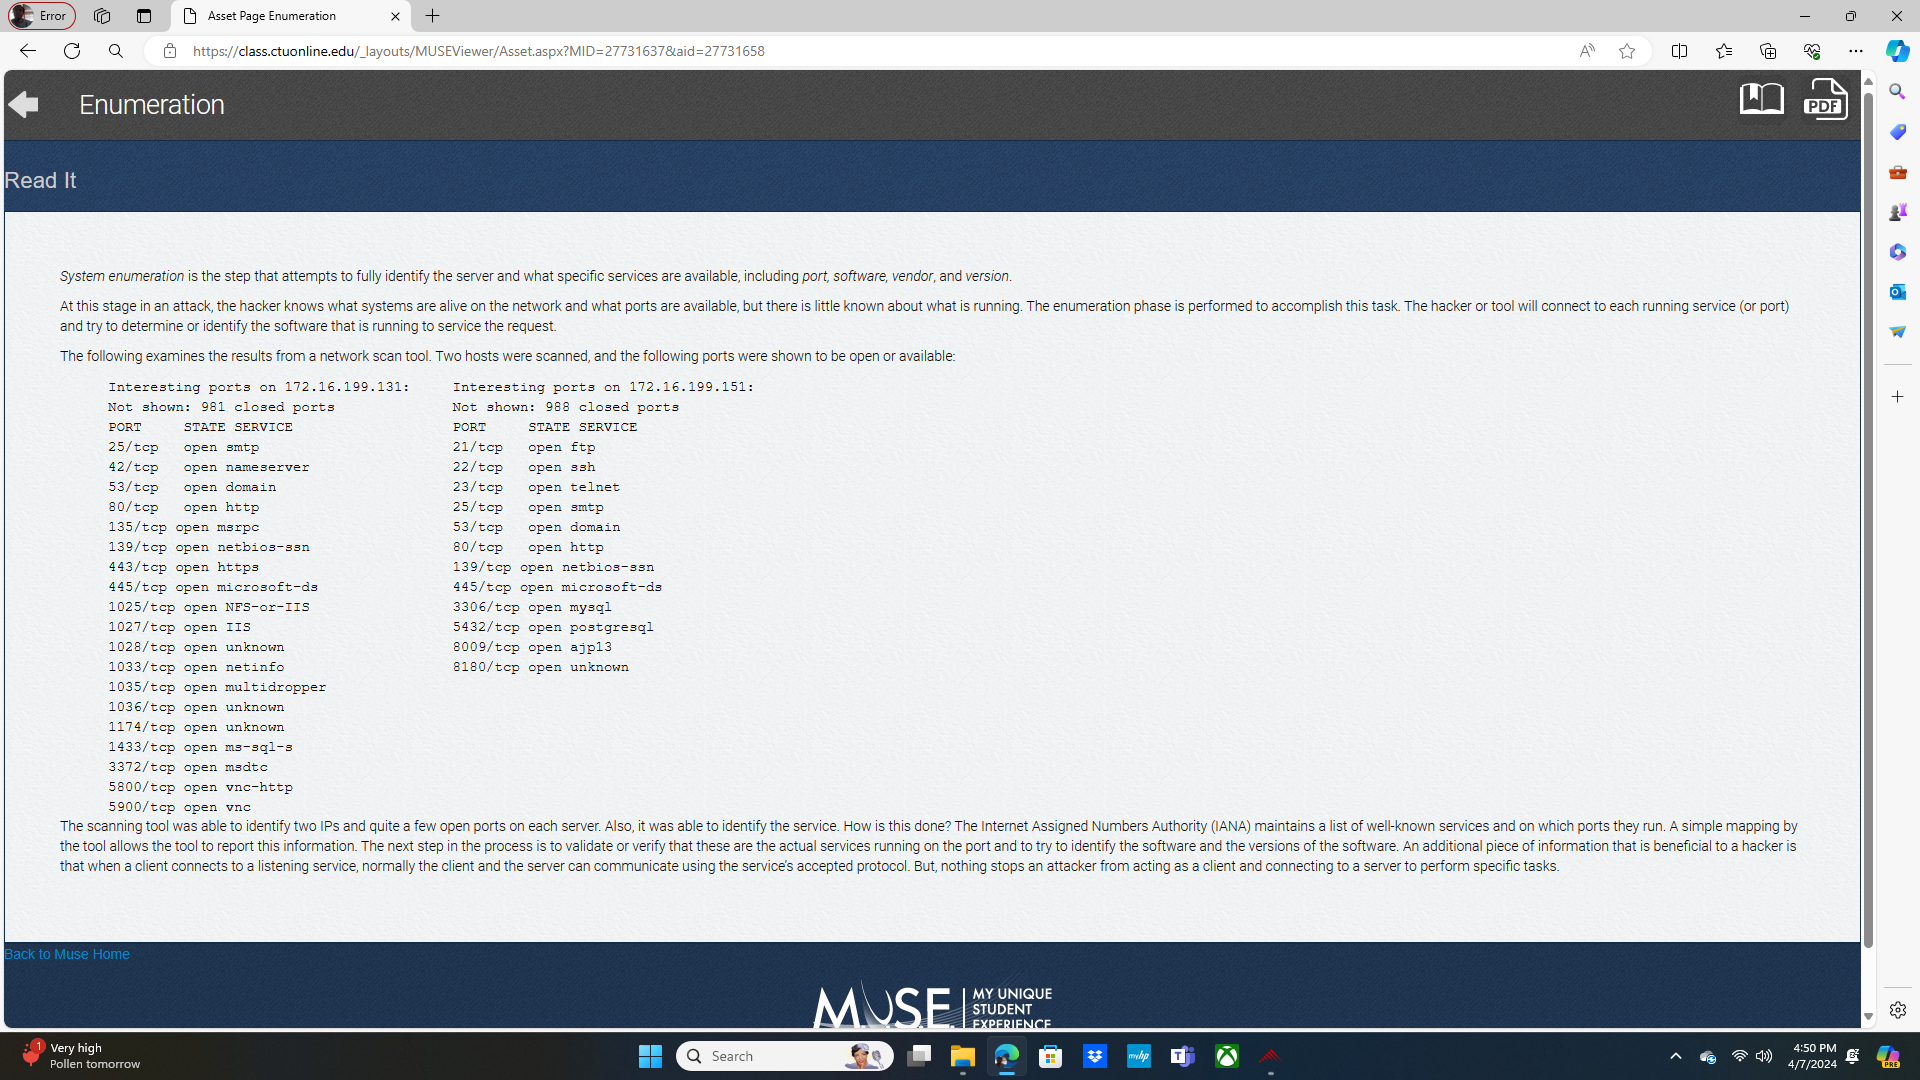 Error
Asset Page Enumeration
https://class.ctuonline.edu/_layouts/MUSEViewer/Asset.aspx?MID=27731637&aid=27731658
Enumeration
PDF
Read It
System enumeration is the step that attempts to fully identify the server and what specific services are available, including port, software, vendor, and version.
At this stage in an attack, the hacker knows what systems are alive on the network and what ports are available, but there is little known about what is running. The enumeration phase is performed to accomplish this task. The hacker or tool will connect to each running service (or port)
and try to determine or identify the software that is running to service the request.
The following examines the results from a network scan tool. Two hosts were scanned, and the following ports were shown to be open or available:
Interesting ports on 172.16.199.131:
Not shown: 981 closed ports
PORT STATE SERVICE
25/tcp open smtp
42/tcp open nameserver
53/tcp open domain
80/tcp open http
135/tcp open msrpc
139/tcp open netbios-ssn
443/tcp open https
445/tcp open microsoft-ds
1025/tcp open NFS-or-IIS
1027/tcp open IIS
1028/tcp open unknown
1033/tcp open netinfo
1035/tcp open multidropper
1036/tcp open unknown
1174/tcp open unknown
1433/tcp open ms-sql-s
3372/tcp open msdtc
5800/tcp open vnc-http
5900/tcp open vnc
Interesting ports on 172.16.199.151:
Not shown: 988 closed ports
PORT STATE SERVICE
21/tcp open ftp
22/tcp open ssh
23/tcp open telnet
25/tcp open smtp
53/tcp open domain
80/tcp open http
139/tcp open netbios-ssn
445/tcp open microsoft-ds
3306/tcp open mysql
5432/tcp open postgresql
8009/tcp open ajp13
8180/tcp open unknown
The scanning tool was able to identify two IPs and quite a few open ports on each server. Also, it was able to identify the service. How is this done? The Internet Assigned Numbers Authority (IANA) maintains a list of well-known services and on which ports they run. A simple mapping by
the tool allows the tool to report this information. The next step in the process is to validate or verify that these are the actual services running on the port and to try to identify the software and the versions of the software. An additional piece of information that is beneficial to a hacker is
that when a client connects to a listening service, normally the client and the server can communicate using the service's accepted protocol. But, nothing stops an attacker from acting as a client and connecting to a server to perform specific tasks.
Back to Muse Home
M.U.S.E.
MY UNIQUE
STUDENT
EXPERIENCE
1
Very high
Pollen tomorrow
Search
myhp
4:50 PM
4/7/2024
PRE